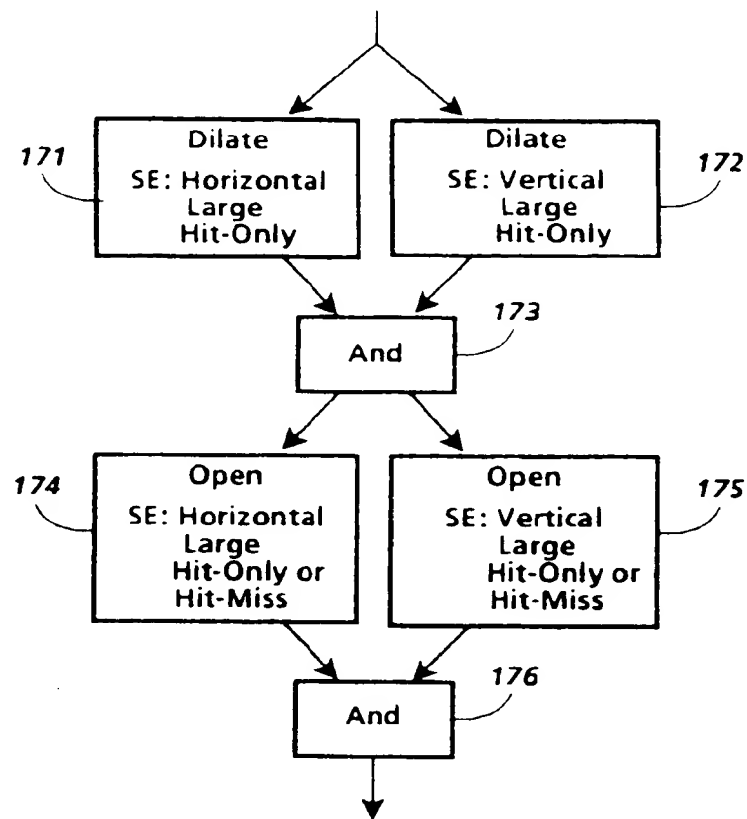 Dilate
SE: Horizontal
Large
Hit-Only
171
Dilate
SE: Vertical
Large
Hit-Only
172
And
173
Open
SE: Horizontal
Large
Hit-Only or
Hit-Miss
174
Open
SE: Vertical
Large
Hit-Only or
Hit-Miss
175
And
176